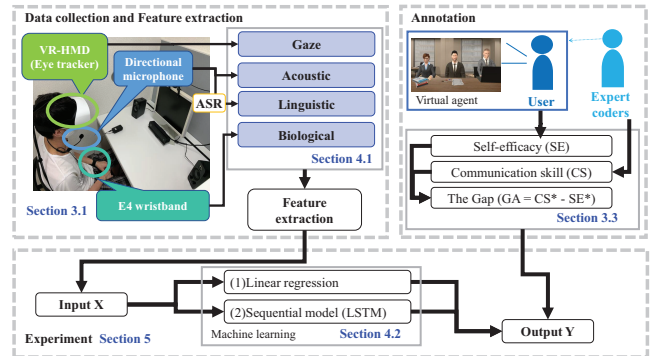 Data collection and Feature extraction
VR-HMD
(Eye tracker)
Directional
microphone
ASR
Gaze
Acoustic
Linguistic
Biological
Section 4.1
Section 3.1
E4 wristband
Feature
extraction
Annotation
Virtual agent
User
Expert
coders
Self-efficacy (SE)
Communication skill (CS)
The Gap (GA = CS* - SE*)
Section 3.3
Input X
(1)Linear regression
(2)Sequential model (LSTM)
Machine learning
Section 4.2
Output Y
Experiment Section 5